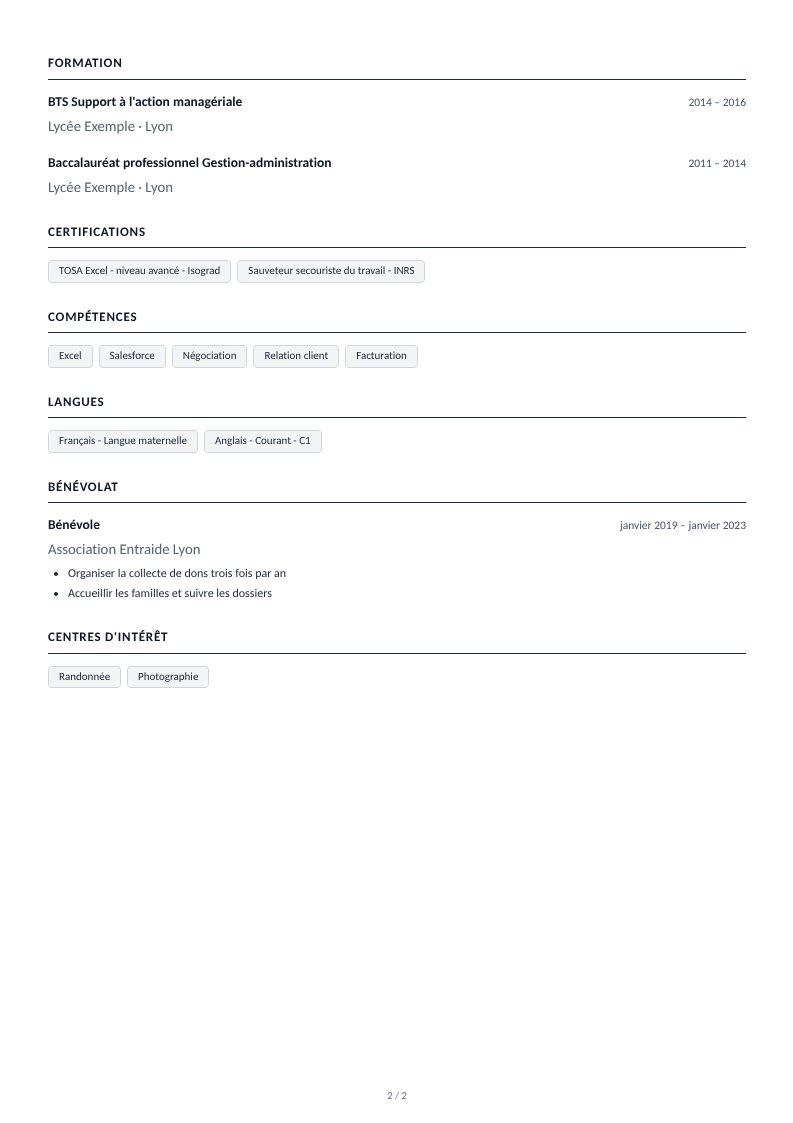 FORMATION
BTS Support à l'action managériale 2014 – 2016
Lycée Exemple · Lyon
Baccalauréat professionnel Gestion-administration 2011 – 2014
Lycée Exemple · Lyon
CERTIFICATIONS
TOSA Excel - niveau avancé - Isograd Sauveteur secouriste du travail - INRS
COMPÉTENCES
Excel Salesforce Négociation Relation client Facturation
LANGUES
Français - Langue maternelle Anglais - Courant - C1
BÉNÉVOLAT
Bénévole janvier 2019 – janvier 2023
Association Entraide Lyon
• Organiser la collecte de dons trois fois par an
• Accueillir les familles et suivre les dossiers
CENTRES D'INTÉRÊT
Randonnée Photographie
2 / 2